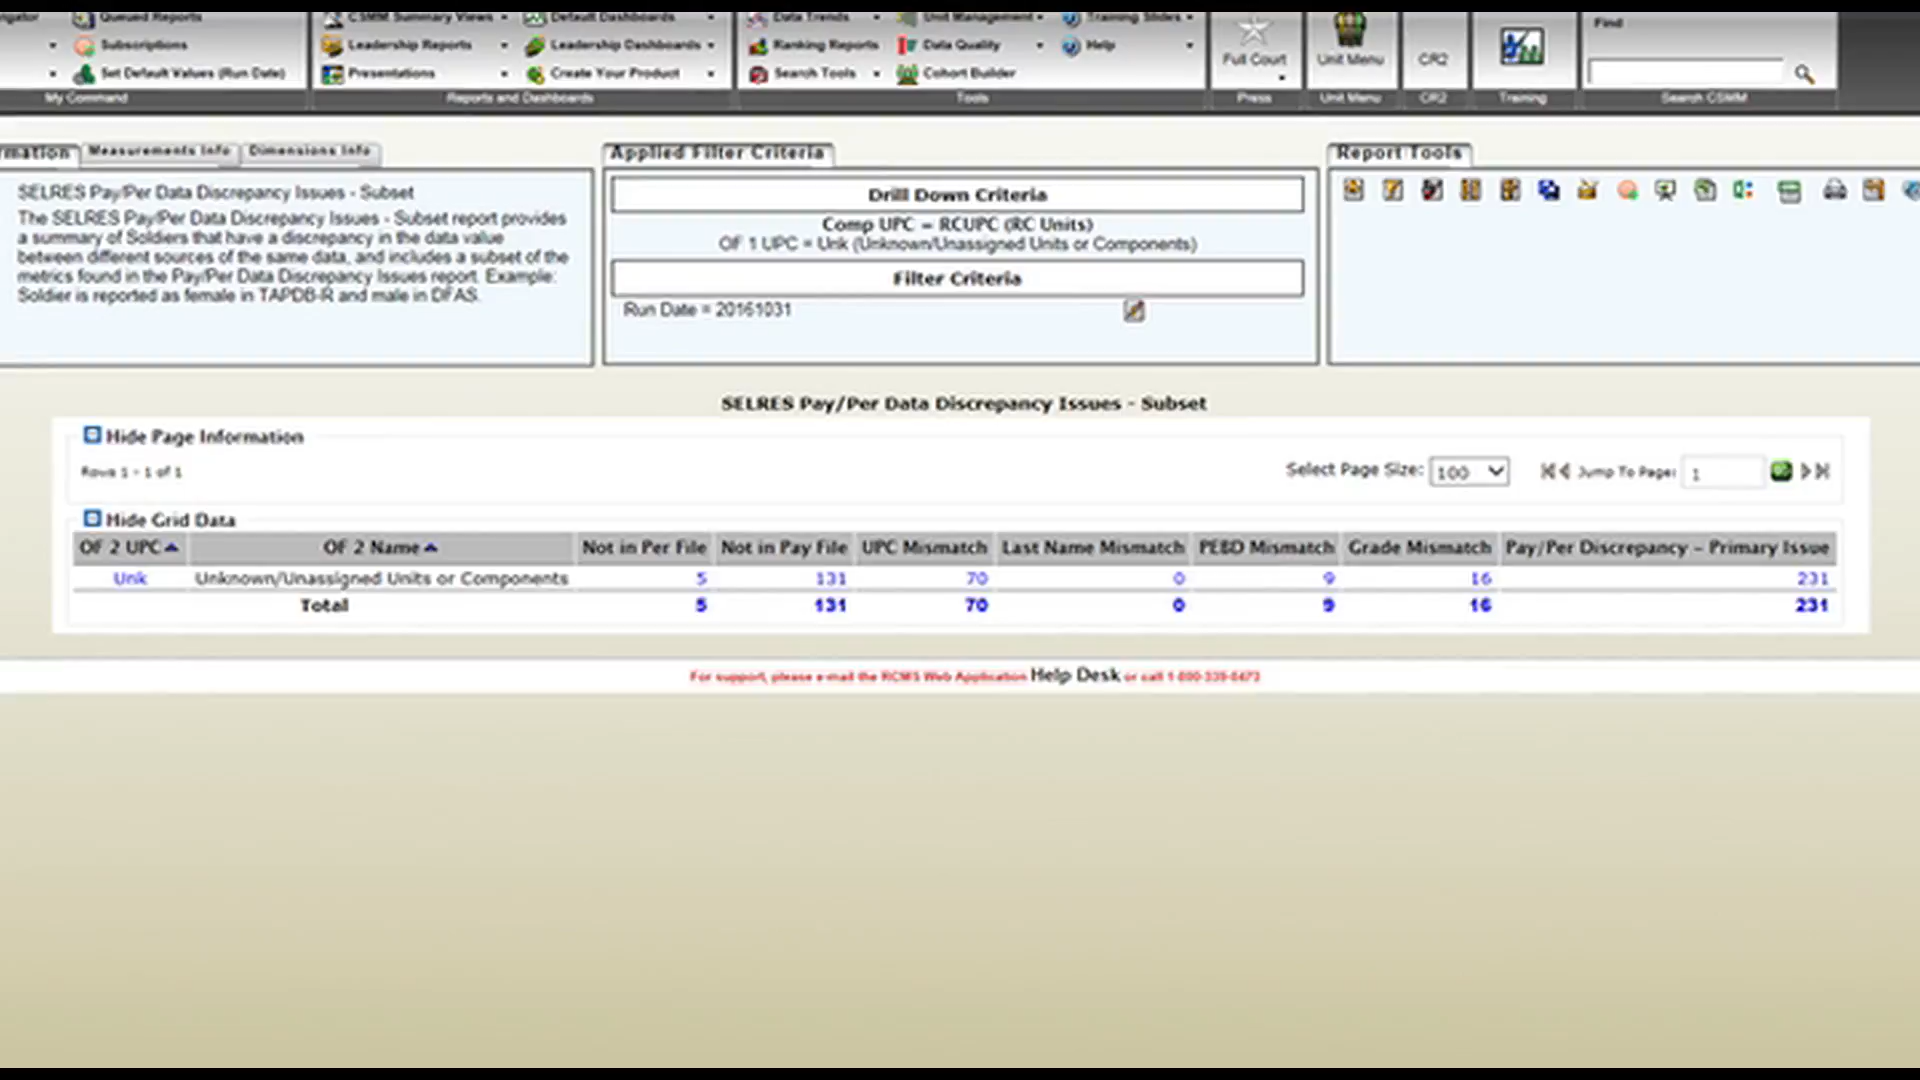 Queued Reports
CSMM Summary Views
Default Dashboards
Data Trends
Unit Management
Training Slides
Find
Subscriptions
Leadership Reports
Leadership Dashboards
Ranking Reports
Data Quality
Help
Full Court
Unit Menu
CR2
Set Default Values (Run Date)
Presentations
Create Your Product
Search Tools
Cohort Builder
My Command
Reports and Dashboards
Tools
Press
Unit Menu
CR2
Training
Search CSMM
rmation
Measurements Info
Dimensions Info
Applied Filter Criteria
Report Tools
SELRES Pay/Per Data Discrepancy Issues - Subset
The SELRES Pay/Per Data Discrepancy Issues - Subset report provides
a summary of Soldiers that have a discrepancy in the data value
between different sources of the same data, and includes a subset of the
metrics found in the Pay/Per Data Discrepancy Issues report. Example:
Soldier is reported as female in TAPDB-R and male in DFAS.
Drill Down Criteria
Comp UPC = RCUPC (RC Units)
OF 1 UPC = Unk (Unknown/Unassigned Units or Components)
Filter Criteria
Run Date = 20161031
SELRES Pay/Per Data Discrepancy Issues - Subset
Hide Page Information
Rows 1 - 1 of 1
Select Page Size: 100
Jump To Page: 1
Hide Grid Data
OF 2 UPC OF 2 Name Not in Per File Not in Pay File UPC Mismatch Last Name Mismatch PEBD Mismatch Grade Mismatch Pay/Per Discrepancy - Primary Issue
Unk Unknown/Unassigned Units or Components 5 131 70 0 9 16 231
Total 5 131 70 0 9 16 231
For support, please e-mail the RCMS Web Application Help Desk or call